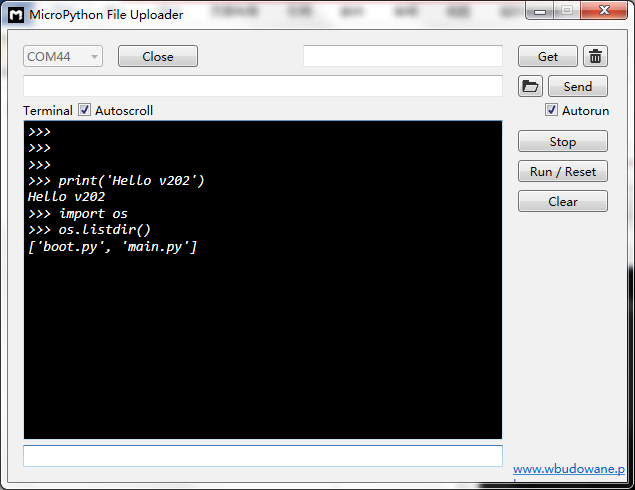 MicroPython File Uploader
COM44
Close
Get
Send
Terminal
Autoscroll
Autorun
>>>
>>>
>>>
>>> print('Hello v202')
Hello v202
>>> import os
>>> os.listdir()
['boot.py', 'main.py']
Stop
Run / Reset
Clear
www.wbudowane.p